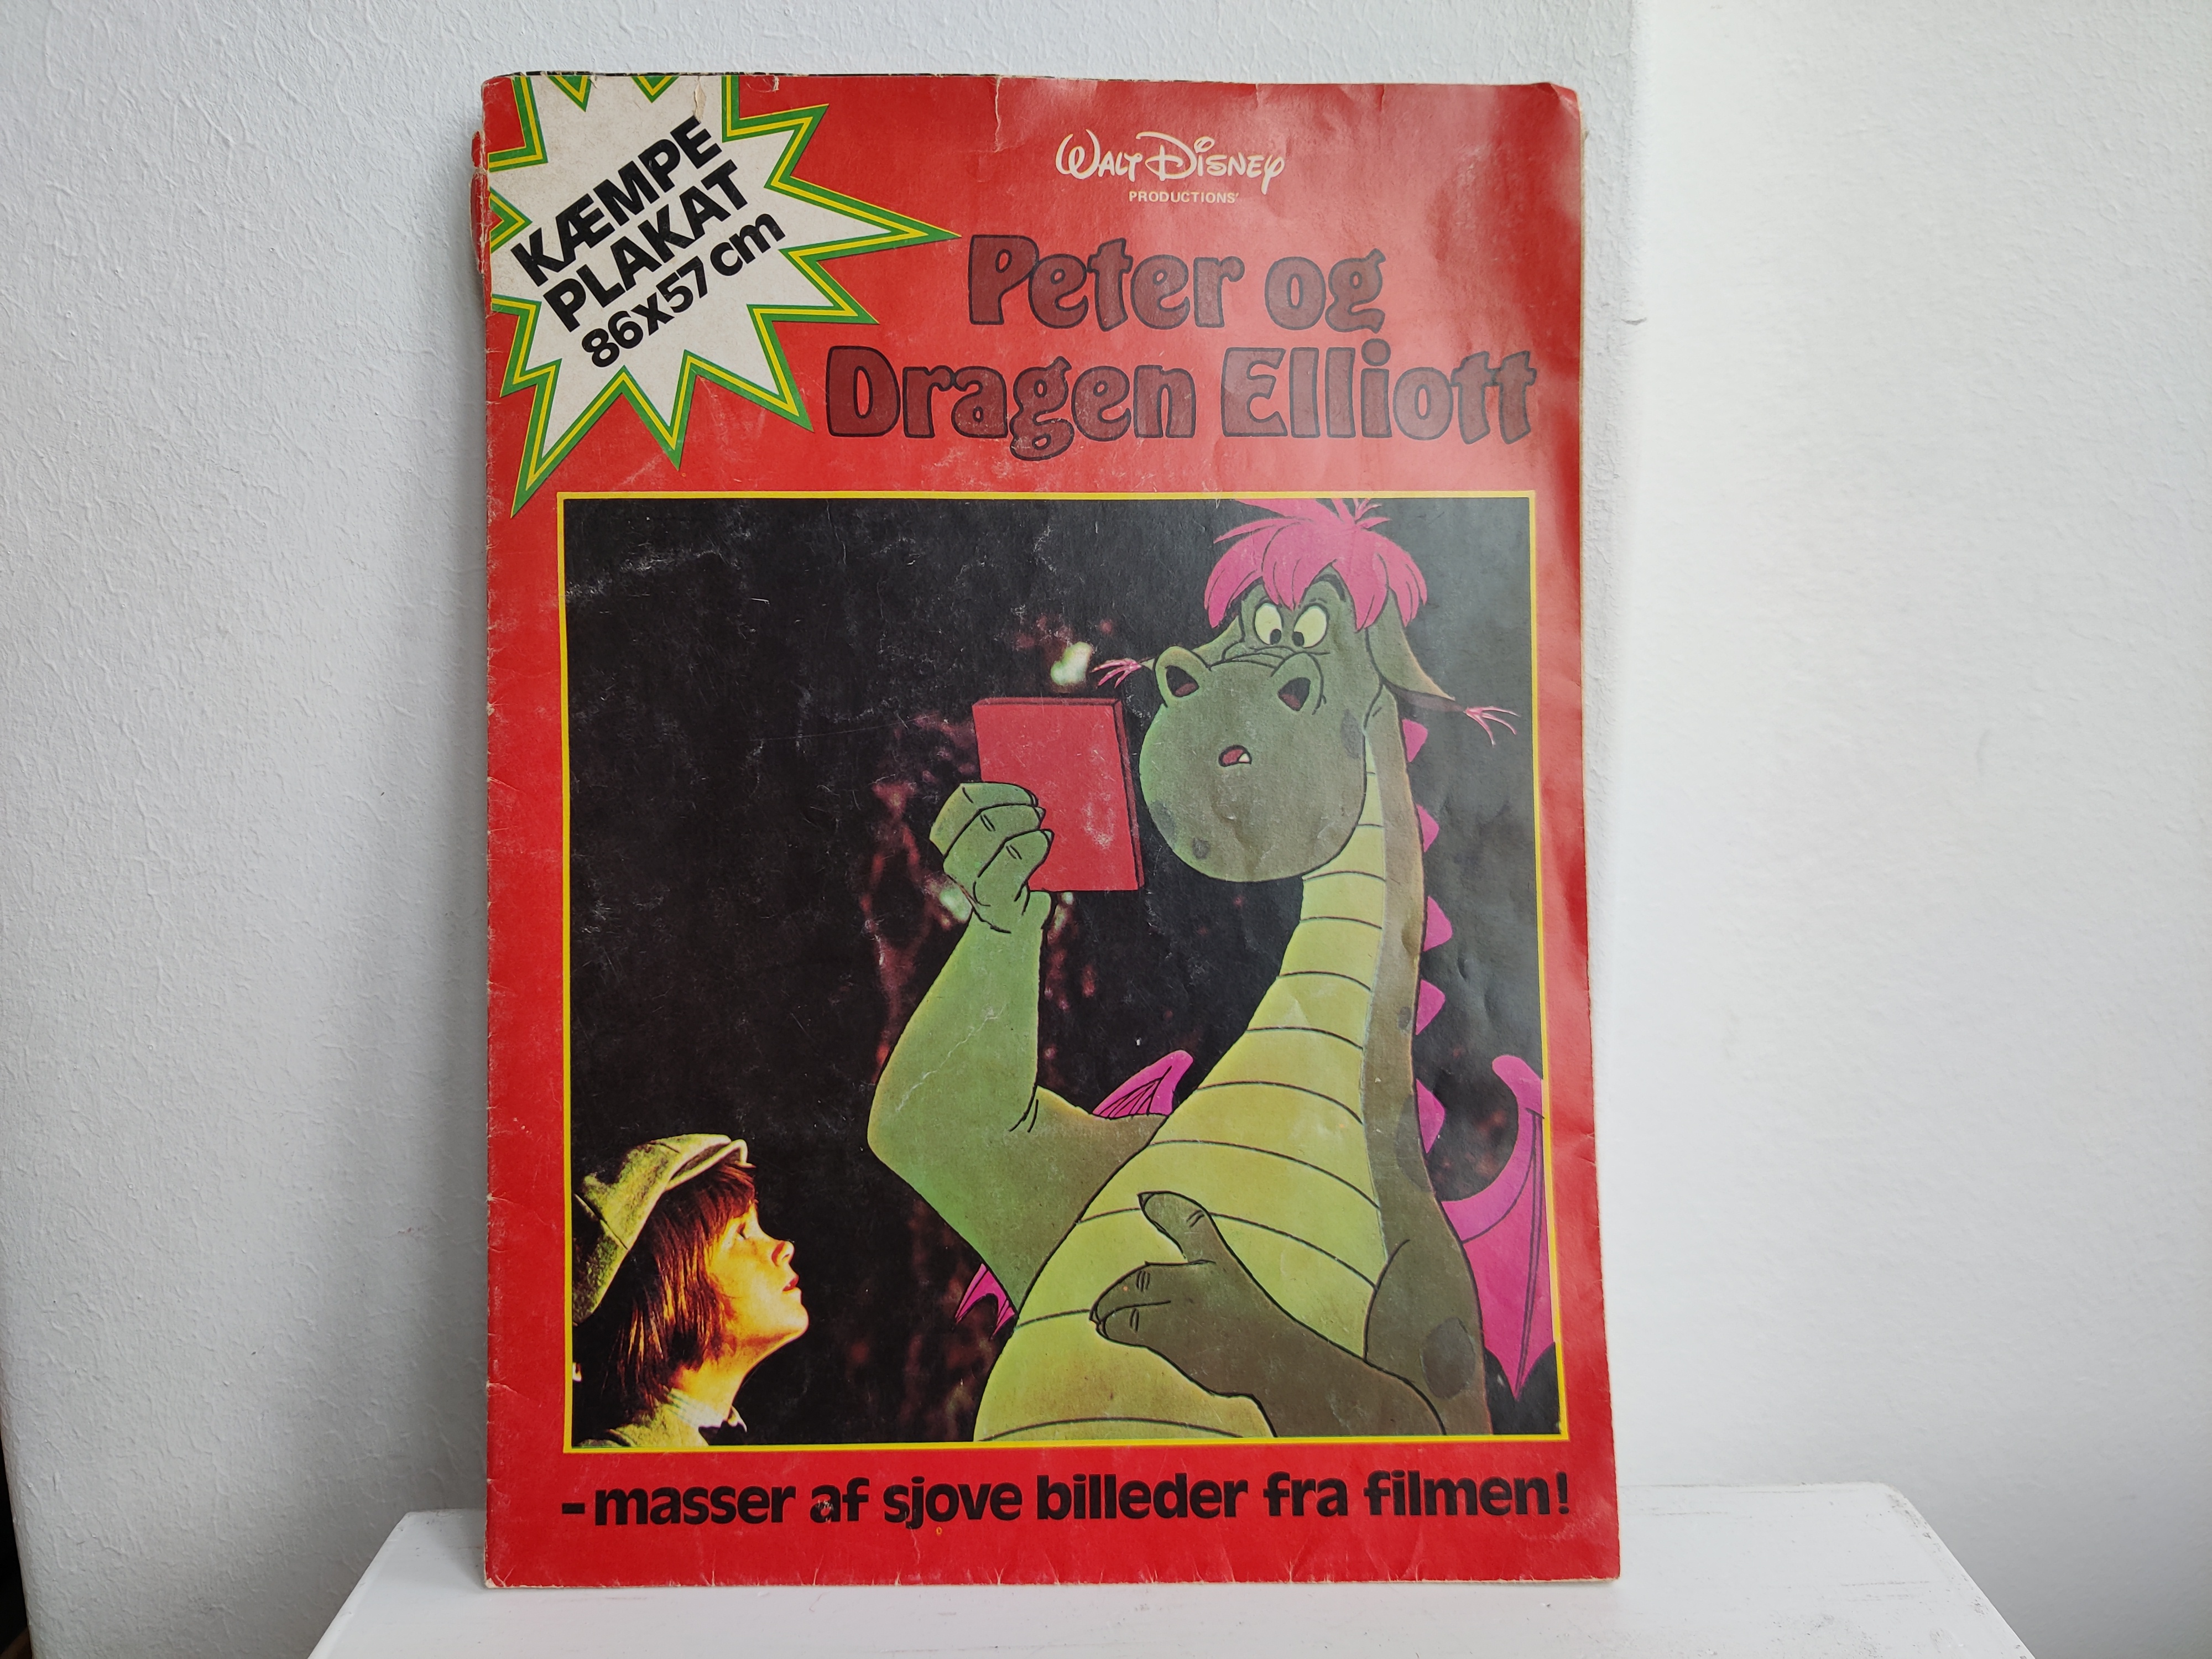 KÆMPE
PLAKAT
86x57 cm
WALT DISNEY
PRODUCTIONS'
Peter og
Dragen Elliott
-masser af sjove billeder fra filmen!